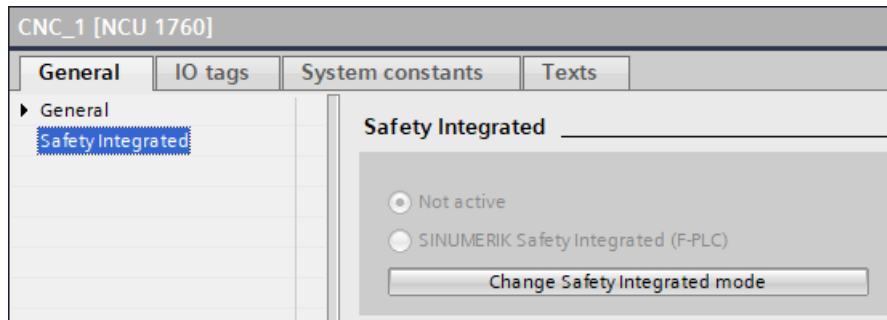 CNC_1 [NCU 1760]
General IO tags System constants Texts
General
Safety Integrated
Safety Integrated
Not active
SINUMERIK Safety Integrated (F-PLC)
Change Safety Integrated mode